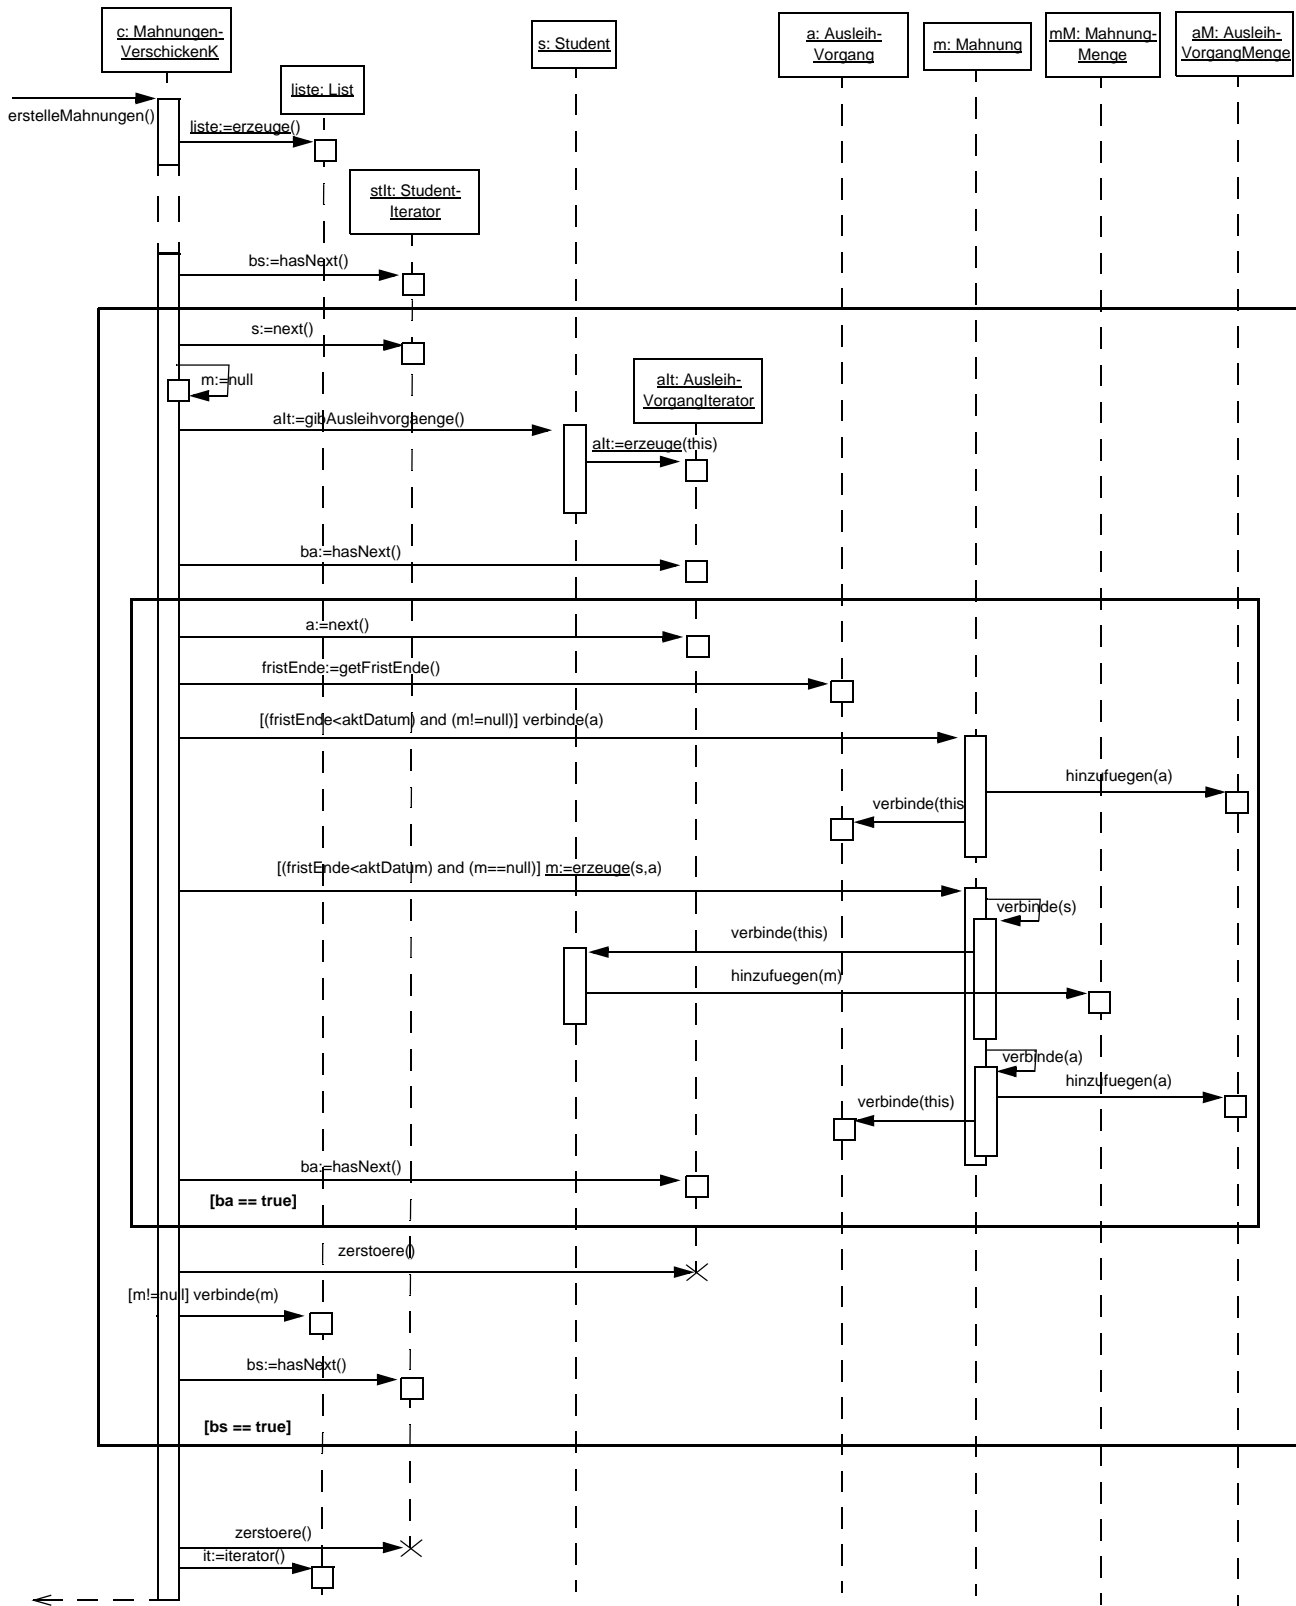 c: Mahnungen-
VerschickenK
s: Student
a: Ausleih-
Vorgang
m: Mahnung
mM: Mahnung-
Menge
aM: Ausleih-
VorgangMenge
liste: List
erstelleMahnungen()
liste:=erzeuge()
stIt: Student-
Iterator
bs:=hasNext()
s:=next()
m:=null
aIt: Ausleih-
VorgangIterator
aIt:=gibAusleihvorgaenge()
aIt:=erzeuge(this)
ba:=hasNext()
a:=next()
fristEnde:=getFristEnde()
[(fristEnde<aktDatum) and (m!=null)] verbinde(a)
hinzufuegen(a)
verbinde(this
[(fristEnde<aktDatum) and (m==null)] m:=erzeuge(s,a)
verbinde(s)
verbinde(this)
hinzufuegen(m)
verbinde(a)
hinzufuegen(a)
verbinde(this)
ba:=hasNext()
[ba == true]
zerstoere()
[m!=null] verbinde(m)
bs:=hasNext()
[bs == true]
zerstoere()
it:=iterator()